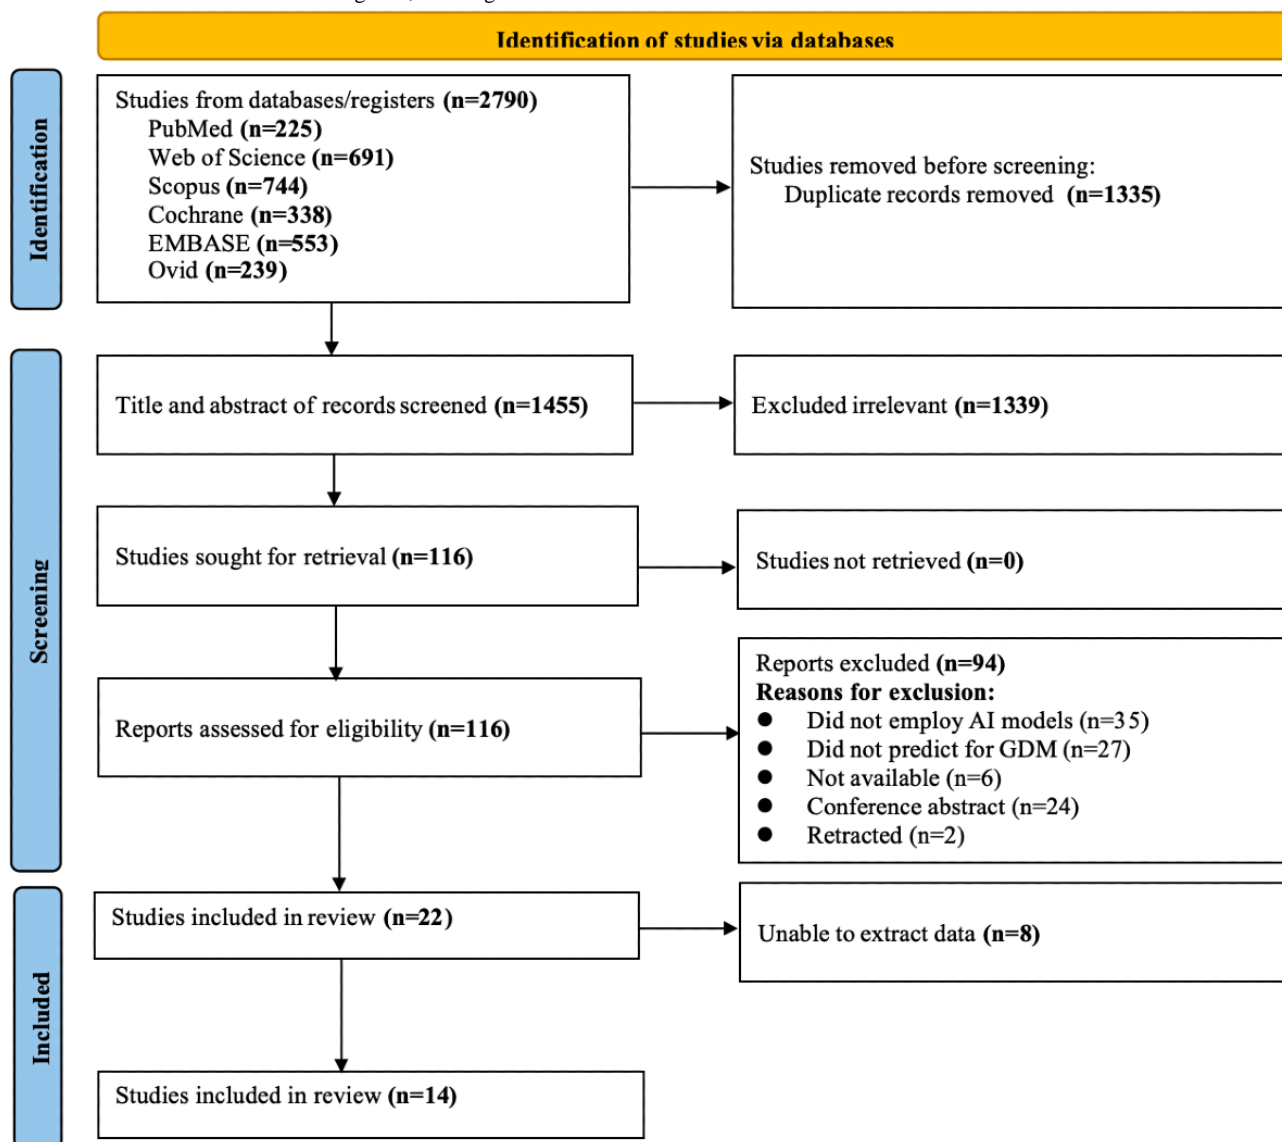 Identification of studies via databases
Identification
Studies from databases/registers (n=2790)
PubMed (n=225)
Web of Science (n=691)
Scopus (n=744)
Cochrane (n=338)
EMBASE (n=553)
Ovid (n=239)
Studies removed before screening:
Duplicate records removed (n=1335)
Screening
Title and abstract of records screened (n=1455)
Excluded irrelevant (n=1339)
Studies sought for retrieval (n=116)
Studies not retrieved (n=0)
Reports assessed for eligibility (n=116)
Reports excluded (n=94)
Reasons for exclusion:
● Did not employ AI models (n=35)
● Did not predict for GDM (n=27)
● Not available (n=6)
● Conference abstract (n=24)
● Retracted (n=2)
Included
Studies included in review (n=22)
Unable to extract data (n=8)
Studies included in review (n=14)